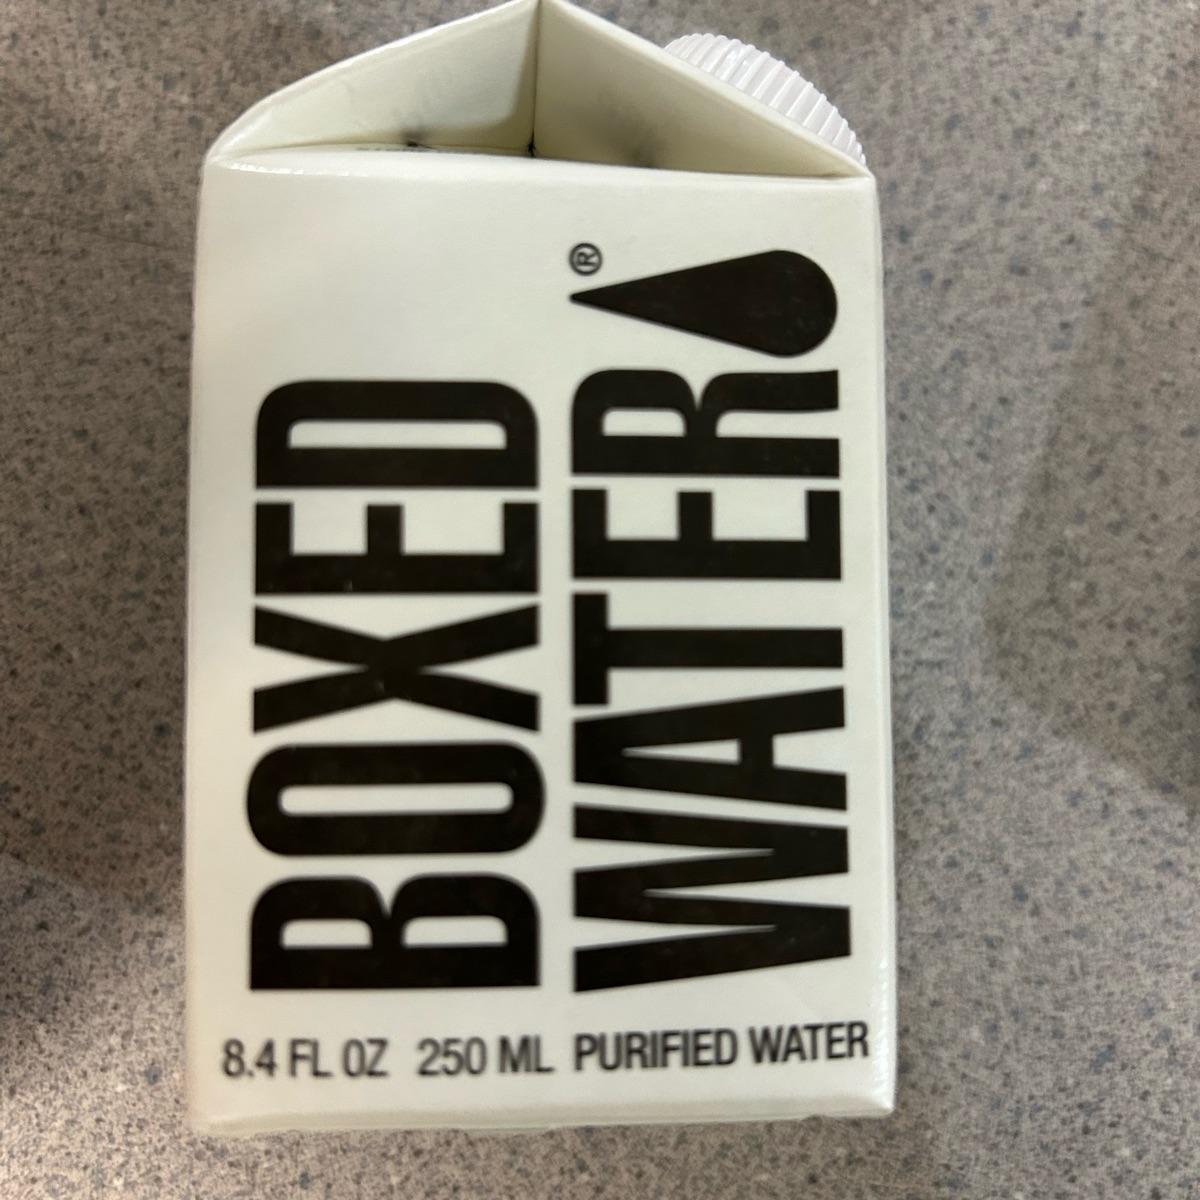 BOXED
WATER®
8.4 FL OZ 250 ML PURIFIED WATER